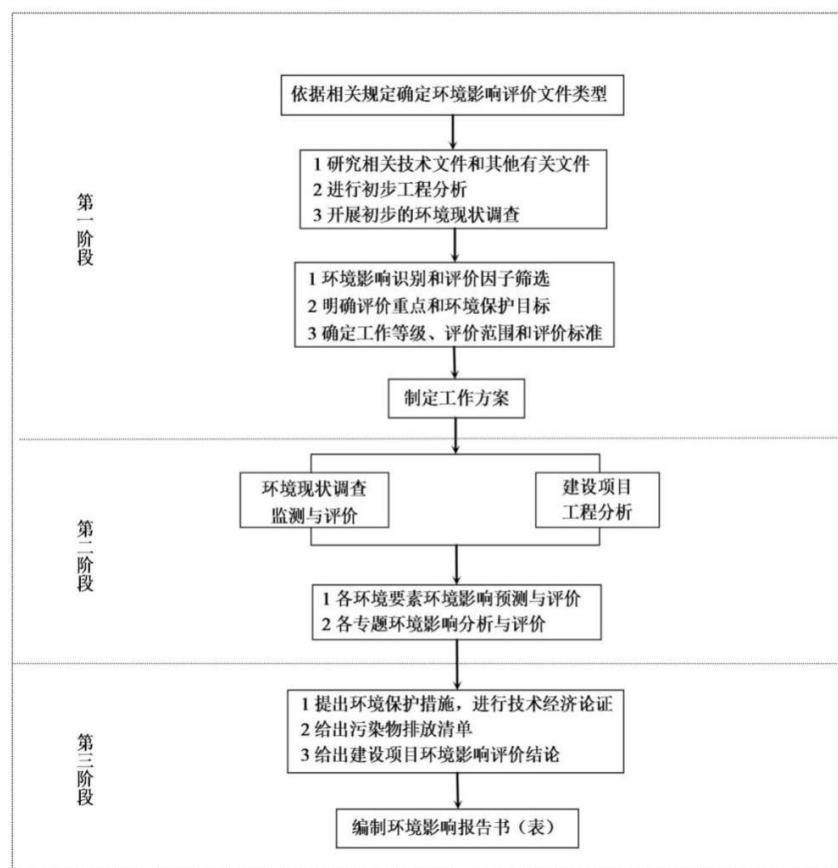 依据相关规定确定环境影响评价文件类型
1 研究相关技术文件和其他有关文件
2 进行初步工程分析
3 开展初步的环境现状调查
第一阶段
1 环境影响识别和评价因子筛选
2 明确评价重点和环境保护目标
3 确定工作等级、评价范围和评价标准
制定工作方案
环境现状调查
监测与评价
建设项目
工程分析
第二阶段
1 各环境要素环境影响预测与评价
2 各专题环境影响分析与评价
1 提出环境保护措施，进行技术经济论证
2 给出污染物排放清单
3 给出建设项目环境影响评价结论
第三阶段
编制环境影响报告书（表）